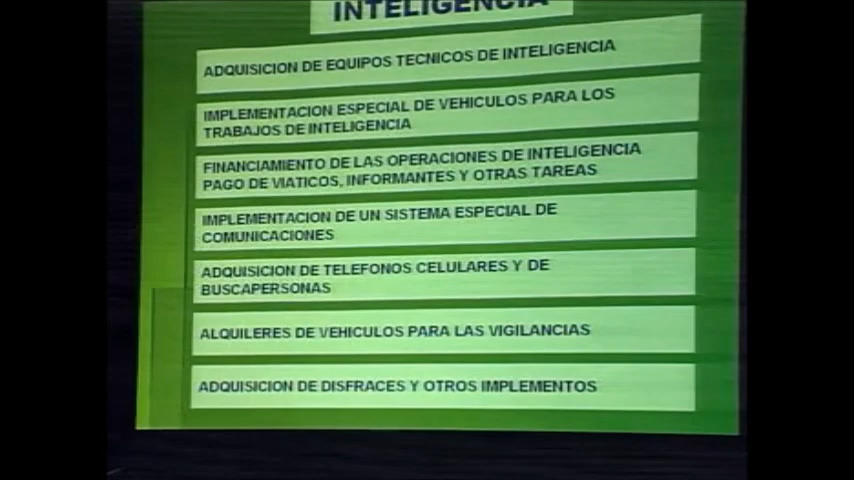 INTELIGENCIA
ADQUISICION DE EQUIPOS TECNICOS DE INTELIGENCIA
IMPLEMENTACION ESPECIAL DE VEHICULOS PARA LOS
TRABAJOS DE INTELIGENCIA
FINANCIAMIENTO DE LAS OPERACIONES DE INTELIGENCIA
PAGO DE VIATICOS, INFORMANTES Y OTRAS TAREAS
IMPLEMENTACION DE UN SISTEMA ESPECIAL DE
COMUNICACIONES
ADQUISICION DE TELEFONOS CELULARES Y DE
BUSCAPERSONAS
ALQUILERES DE VEHICULOS PARA LAS VIGILANCIAS
ADQUISICION DE DISFRACES Y OTROS IMPLEMENTOS